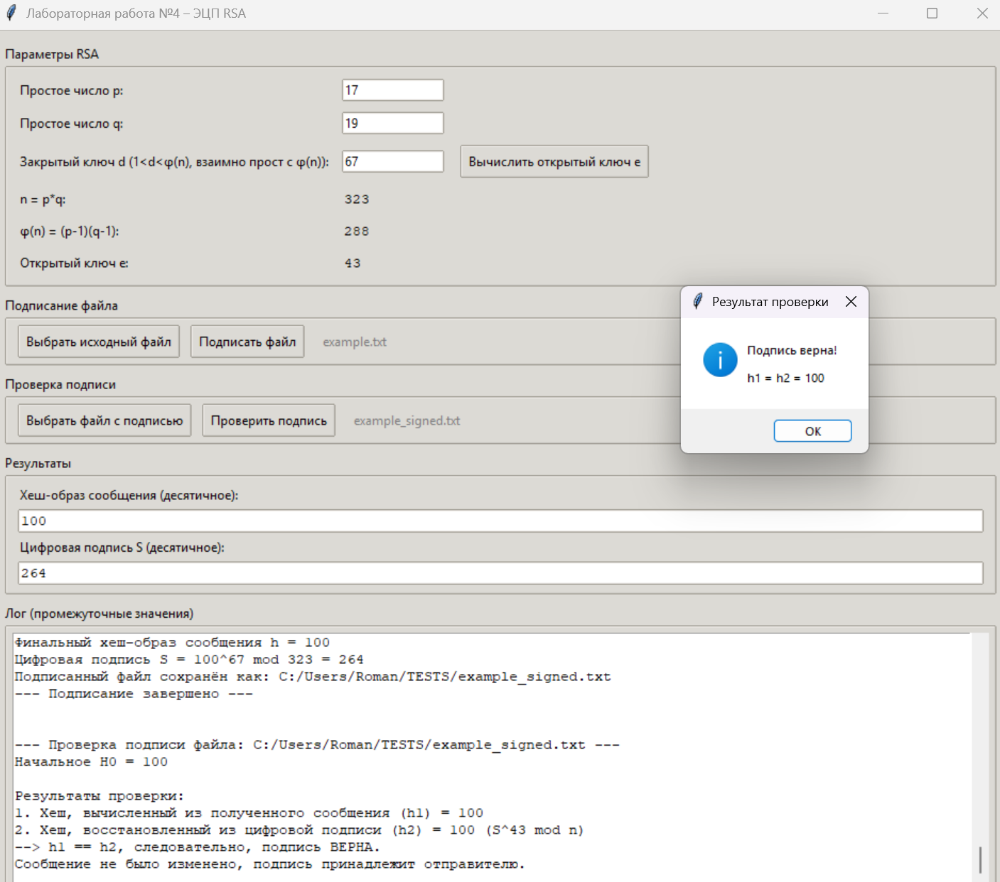 Лабораторная работа №4 – ЭЦП RSA
Параметры RSA
Простое число p: 17
Простое число q: 19
Закрытый ключ d (1<d<φ(n), взаимно прост с φ(n)): 67 Вычислить открытый ключ e
n = p*q: 323
φ(n) = (p-1)(q-1): 288
Открытый ключ e: 43
Подписание файла
Выбрать исходный файл Подписать файл example.txt
Проверка подписи
Выбрать файл с подписью Проверить подпись example_signed.txt
Результат проверки
Подпись верна!
h1 = h2 = 100
OK
Результаты
Хеш-образ сообщения (десятичное):
100
Цифровая подпись S (десятичное):
264
Лог (промежуточные значения)
Финальный хеш-образ сообщения h = 100
Цифровая подпись S = 100^67 mod 323 = 264
Подписанный файл сохранён как: C:/Users/Roman/TESTS/example_signed.txt
--- Подписание завершено ---
--- Проверка подписи файла: C:/Users/Roman/TESTS/example_signed.txt ---
Начальное H0 = 100
Результаты проверки:
1. Хеш, вычисленный из полученного сообщения (h1) = 100
2. Хеш, восстановленный из цифровой подписи (h2) = 100 (S^43 mod n)
--> h1 == h2, следовательно, подпись ВЕРНА.
Сообщение не было изменено, подпись принадлежит отправителю.